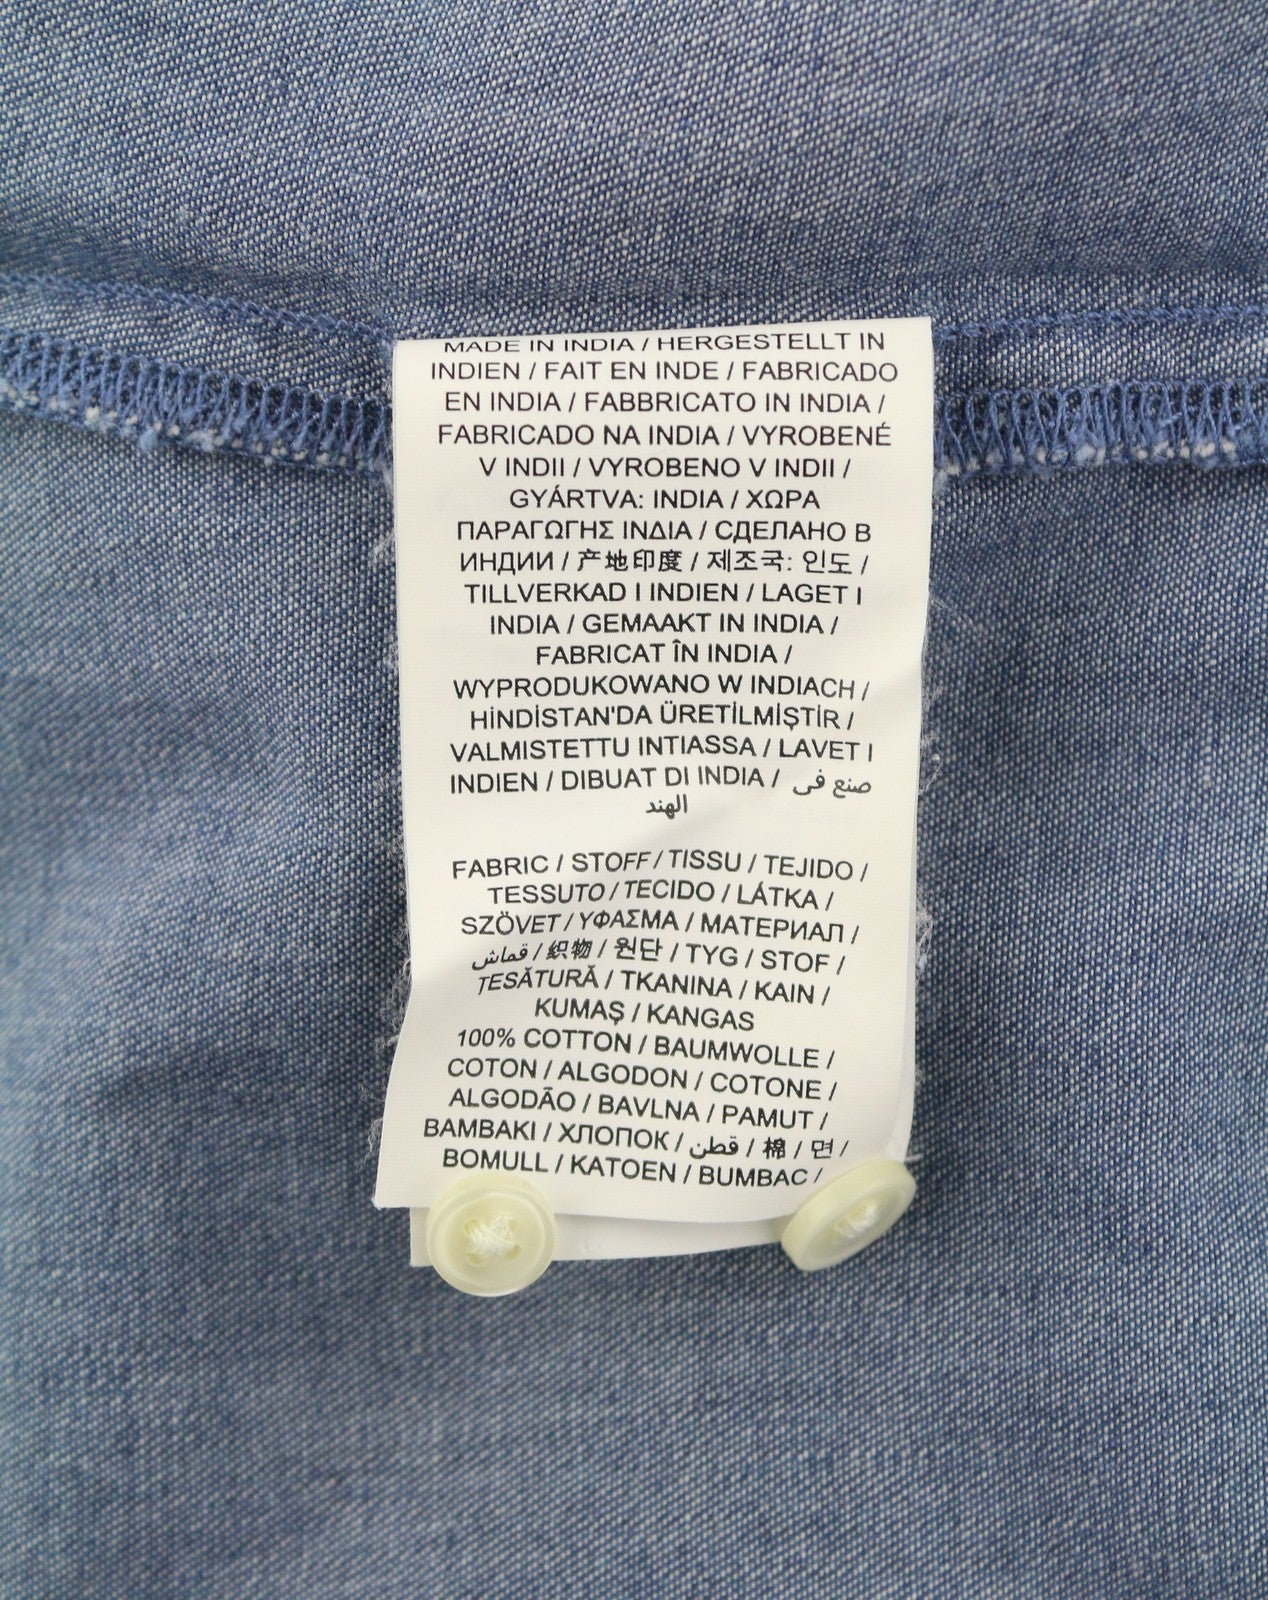 MADE IN INDIA / HERGESTELLT IN
INDIEN / FAIT EN INDE / FABRICADO
EN INDIA / FABBRICATO IN INDIA /
FABRICADO NA INDIA / VYROBENÉ
V INDII / VYROBENO V INDII /
GYÁRTVA: INDIA / ΧΩΡΑ
ΠΑΡΑΓΩΓΗΣ ΙΝΔΙΑ / СДЕЛАНО В
ИНДИИ / 产地印度 / 제조국: 인도 /
TILLVERKAD I INDIEN / LAGET I
INDIA / GEMAAKT IN INDIA /
FABRICAT ÎN INDIA /
WYPRODUKOWANO W INDIACH /
HİNDİSTAN'DA ÜRETİLMİŞTİR /
VALMISTETTU INTIASSA / LAVET I
INDIEN / DIBUAT DI INDIA / صنع في
الهند
FABRIC / STOFF / TISSU / TEJIDO /
TESSUTO / TECIDO / LÁTKA /
SZÖVET / ΥΦΑΣΜΑ / МАТЕРИАЛ /
قماش / 织物 / 원단 / TYG / STOF /
ŢESĂTURĂ / TKANINA / KAIN /
KUMAŞ / KANGAS
100% COTTON / BAUMWOLLE /
COTON / ALGODON / COTONE /
ALGODÃO / BAVLNA / PAMUT /
BAMBAKI / ХЛОПОК / قطن / 棉 / 면 /
BOMULL / KATOEN / BUMBAC /